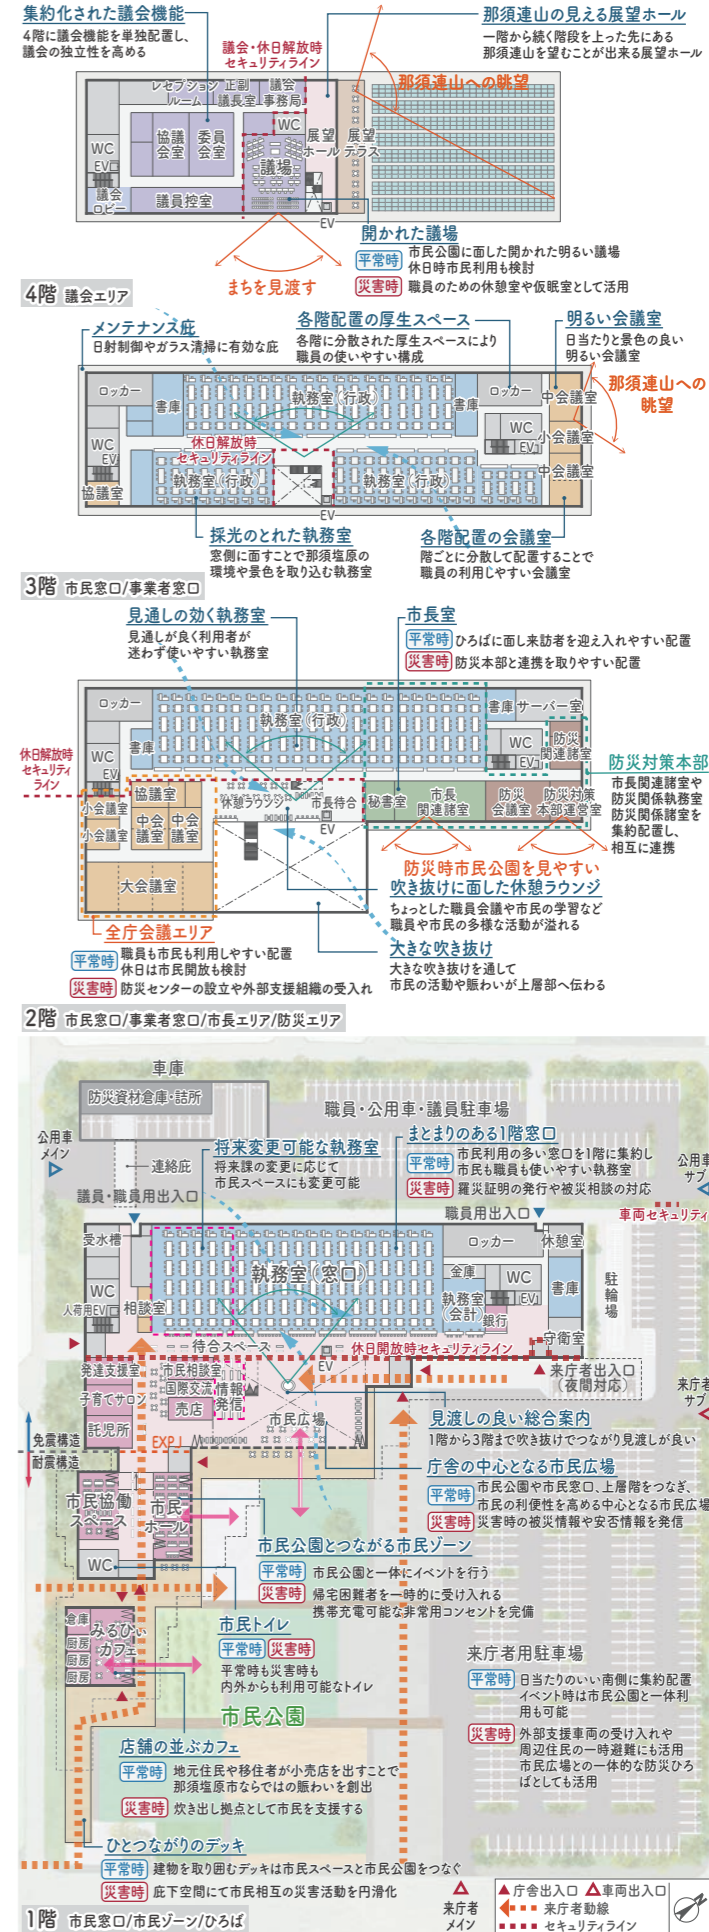 集約化された議会機能
4階に議会機能を単独配置し、
議会の独立性を高める
那須連山の見える展望ホール
一階から続く階段を上った先にある
那須連山を望むことが出来る展望ホール
議会・休日解放時
セキュリティライン
那須連山への眺望
レセプション
ルーム
正副
議長室
議会
事務局
WC
展望
ホール
展望
テラス
WC
EV
協議
会室
委員
会室
議場
議会
ロビー
議員控室
EV
開かれた議場
平常時 市民公園に面した開かれた明るい議場
休日時市民利用も検討
災害時 職員のための休憩室や仮眠室として活用
まちを見渡す
4階 議会エリア
メンテナンス庇
日射制御やガラス清掃に有効な庇
各階配置の厚生スペース
各階に分散された厚生スペースにより
職員の使いやすい構成
明るい会議室
日当たりと景色の良い
明るい会議室
那須連山への
眺望
ロッカー
書庫
執務室(行政)
書庫
ロッカー
中会議室
WC
EV
小会議室
WC
EV
休日解放時
セキュリティライン
中会議室
協議室
執務室(行政)
執務室(行政)
EV
採光のとれた執務室
窓側に面すことで那須塩原の
環境や景色を取り込む執務室
各階配置の会議室
階ごとに分散して配置することで
職員の利用じやすい会議室
3階 市民窓口/事業者窓口
見通しの効く執務室
見通しが良く利用者が
迷わず使いやすい執務室
市長室
平常時 ひろばに面し来訪者を迎え入れやすい配置
災害時 防災本部と連携を取りやすい配置
ロッカー
執務室(行政)
書庫
サーバー室
書庫
WC
EV
WC
EV
防災
関連諸室
休日解放時
セキュリティ
ライン
防災対策本部
市長関連諸室や
防災関係執務室
防災関係諸室を
集約配置し、
相互に連携
協議室
小会議室
小会議室
中会
議室
中会
議室
休憩ラウンジ
市長待合
EV
秘書室
市長
関連諸室
防災
会議室
防災対策
本部運営室
大会議室
防災時市民公園を見やすい
吹き抜けに面した休憩ラウンジ
ちょっとした職員会議や市民の学習など
職員や市民の多様な活動が溢れる
全庁会議エリア
平常時 職員も市民も利用しやすい配置
休日は市民開放も検討
災害時 防災センターの設立や外部支援組織の受入れ
大きな吹き抜け
大きな吹き抜けを通して
市民の活動や賑わいが上層部へ伝わる
2階 市民窓口/事業者窓口/市長エリア/防災エリア
車庫
防災資材倉庫・詰所
職員・公用車・議員駐車場
公用車
メイン
連絡庇
将来変更可能な執務室
将来課の変更に応じて
市民スペースにも変更可能
まとまりのある1階窓口
平常時 市民利用の多い窓口を1階に集約し
市民も職員も使いやすい執務室
災害時 罹災証明の発行や被災相談の対応
公用車
サブ
議員・職員用出入口
職員用出入口
車両セキュリティ
受水槽
ロッカー
休憩室
執務室(窓口)
金庫
WC
EV
書庫
駐輪場
WC
人荷用EV
相談室
執務室
(会計)
銀行
守衛室
待合スペース
EV
休日開放時セキュリティライン
発達支援室
市民相談室
国際交流
売店
情報
発信
来庁者出入口
(夜間対応)
来庁者
サブ
子育てサロン
託児所
市民広場
見渡しの良い総合案内
1階から3階まで吹き抜けでつながり見渡しが良い
免震構造
耐震構造
EXP.J
庁舎の中心となる市民広場
平常時 市民公園や市民窓口、上層階をつなぎ、
市民の利便性を高める中心となる市民広場
災害時 災害時の被災情報や安否情報を発信
市民協働
スペース
市民
ホール
市民公園とつながる市民ゾーン
平常時 市民公園と一体にイベントを行う
災害時 帰宅困難者を一時的に受け入れる
携帯充電可能な非常用コンセントを完備
WC
市民トイレ
平常時 災害時
平常時も災害時も
内外からも利用可能なトイレ
倉庫
厨房
厨房
厨房
みるひぃ
カフェ
来庁者用駐車場
平常時 日当たりのいい南側に集約配置
イベント時は市民公園と一体利
用も可能
災害時 外部支援車両の受け入れや
周辺住民の一時避難にも活用
市民広場との一体的な防災ひろ
ばとしても活用
市民公園
店舗の並ぶカフェ
平常時 地元住民や移住者が小売店を出すことで
那須塩原市ならではの賑わいを創出
災害時 炊き出し拠点として市民を支援する
ひとつながりのデッキ
平常時 建物を取り囲むデッキは市民スペースと市民公園をつなぐ
災害時 庇下空間にて市民相互の災害活動を円滑化
来庁者
メイン
庁舎出入口 車両出入口
来庁者動線
セキュリティライン
1階 市民窓口/市民ゾーン/ひろば